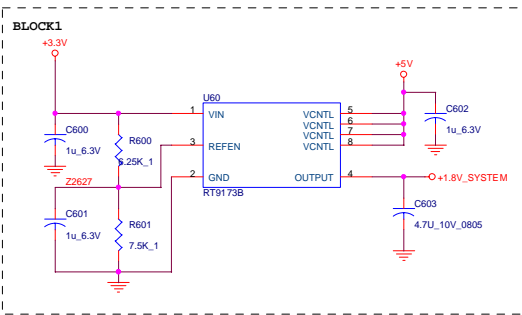 BLOCK1
+3.3V
+5V
U60
1 VIN VCNTL 5
VCNTL 6
VCNTL 7
3 REFEN VCNTL 8
2 GND OUTPUT 4
RT9173B
C600
1u_6.3V
R600
6.25K_1
Z2627
C601
1u_6.3V
R601
7.5K_1
C602
1u_6.3V
+1.8V_SYSTEM
C603
4.7U_10V_0805